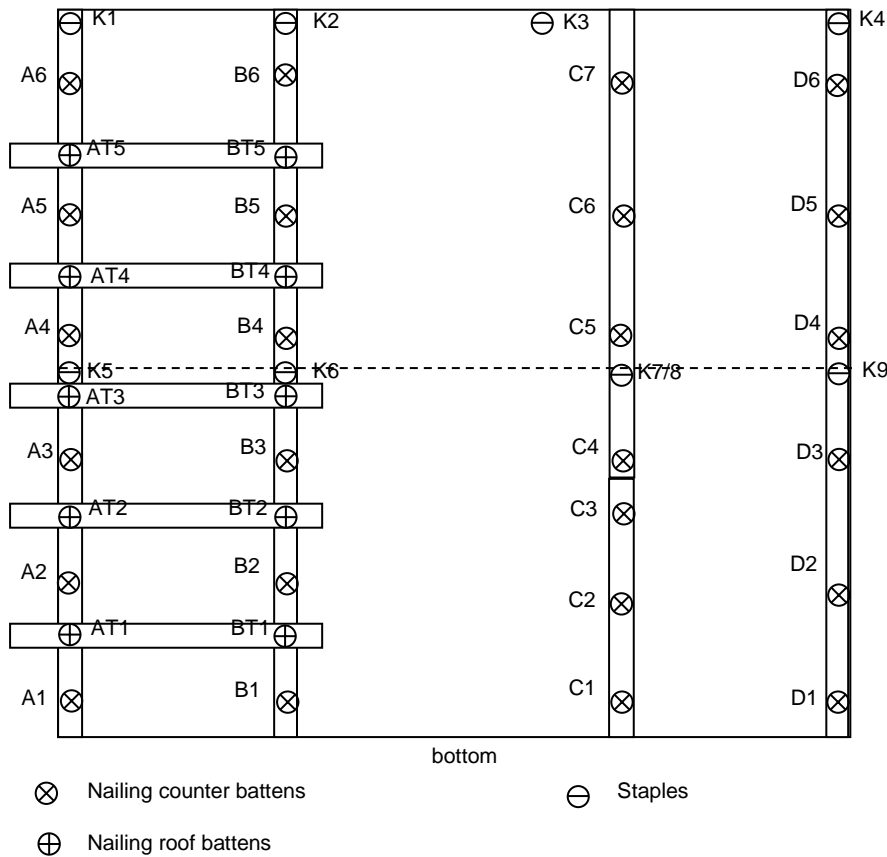 K1 K2 K3 K4
A6 B6 C7 D6
AT5 BT5
A5 B5 C6 D5
AT4 BT4
A4 B4 C5 D4
K5 K6 K7/8 K9
AT3 BT3
A3 B3 C4 D3
AT2 BT2 C3
A2 B2 C2 D2
AT1 BT1
A1 B1 C1 D1
bottom
Nailing counter battens Staples
Nailing roof battens